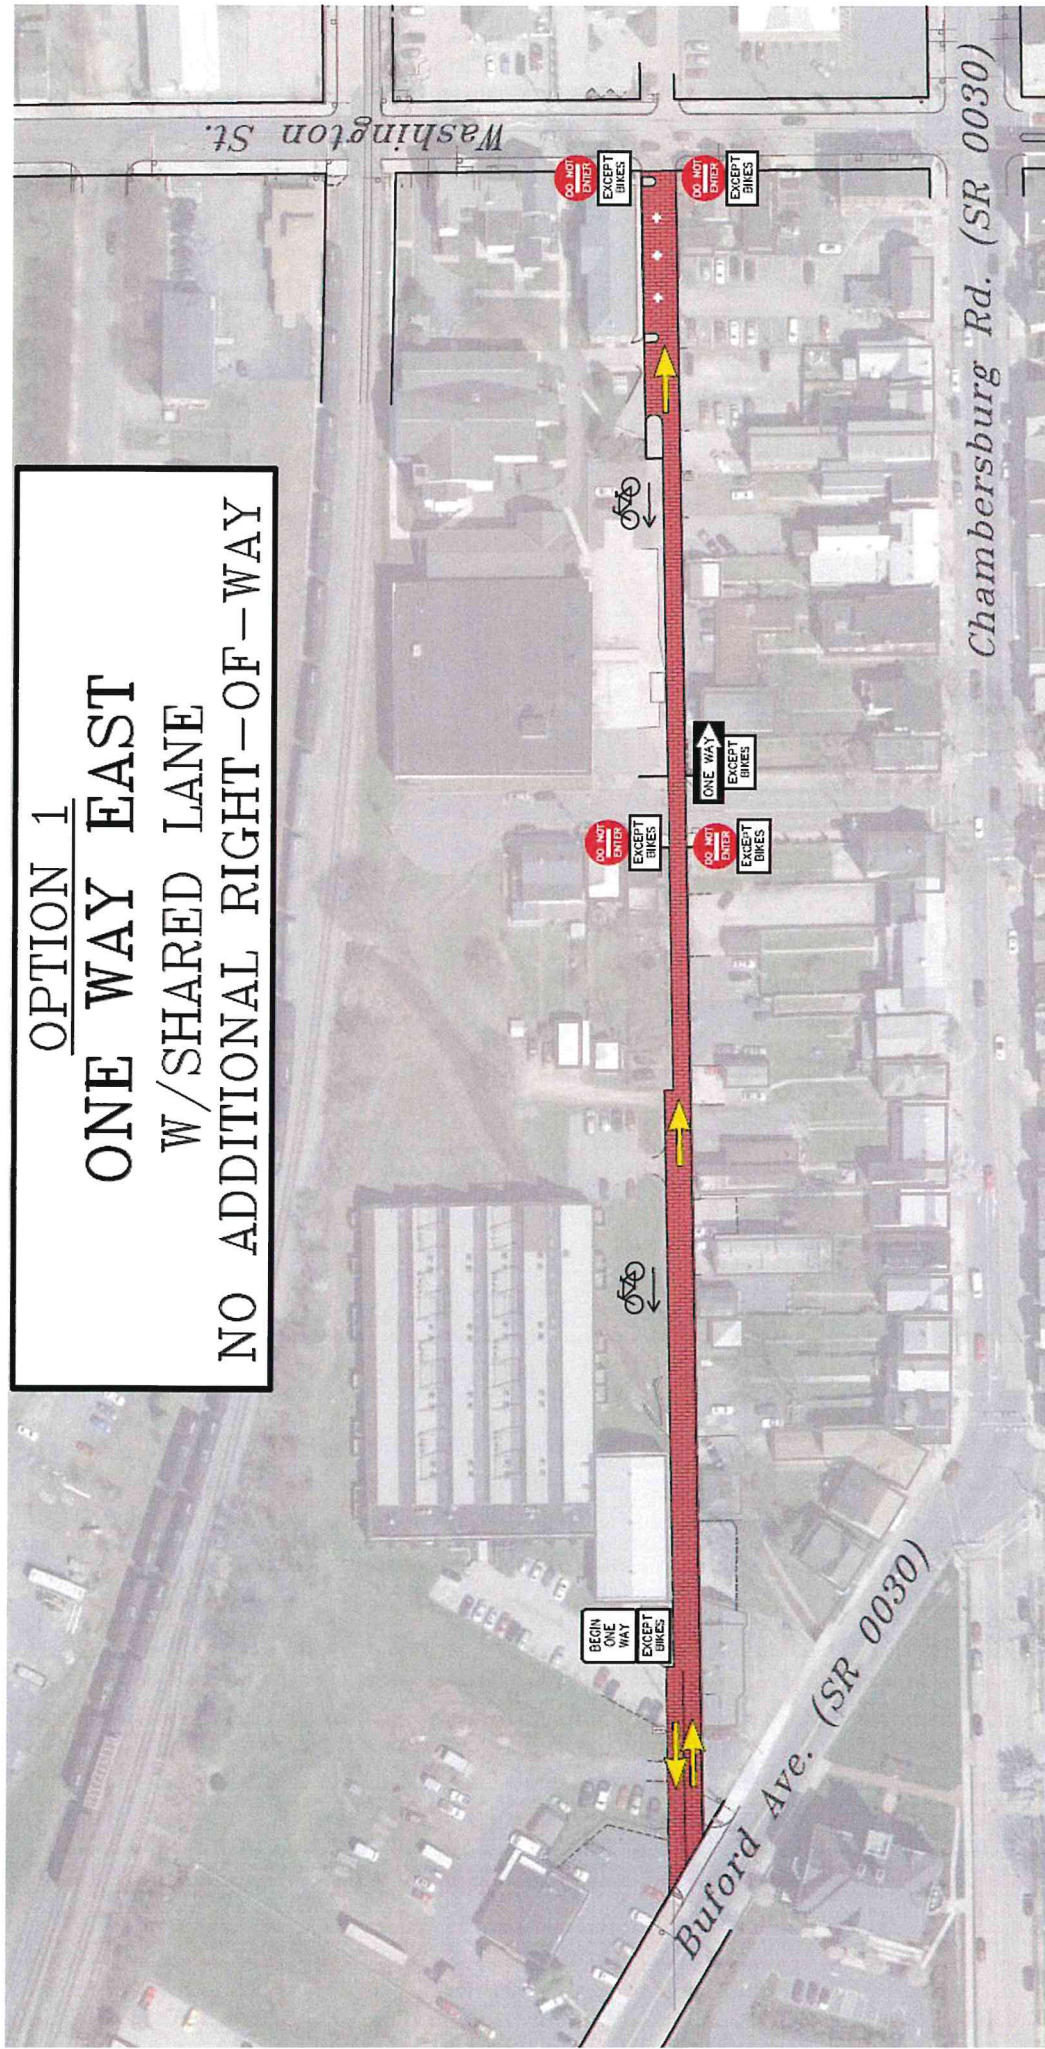 OPTION 1
ONE WAY EAST
W/SHARED LANE
NO ADDITIONAL RIGHT-OF-WAY
Washington St.
DO NOT
ENTER
EXCEPT
BIKES
DO NOT
ENTER
EXCEPT
BIKES
DO NOT
ENTER
EXCEPT
BIKES
DO NOT
ENTER
EXCEPT
BIKES
ONE WAY
EXCEPT
BIKES
BEGIN
ONE
WAY
EXCEPT
BIKES
Buford Ave. (SR 0030)
Chambersburg Rd. (SR 0030)